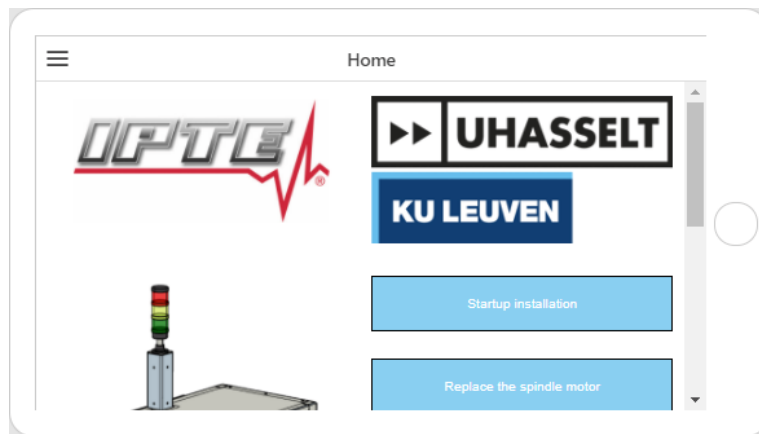 Home
IPTE
®
UHASSELT
KU LEUVEN
Startup installation
Replace the spindle motor